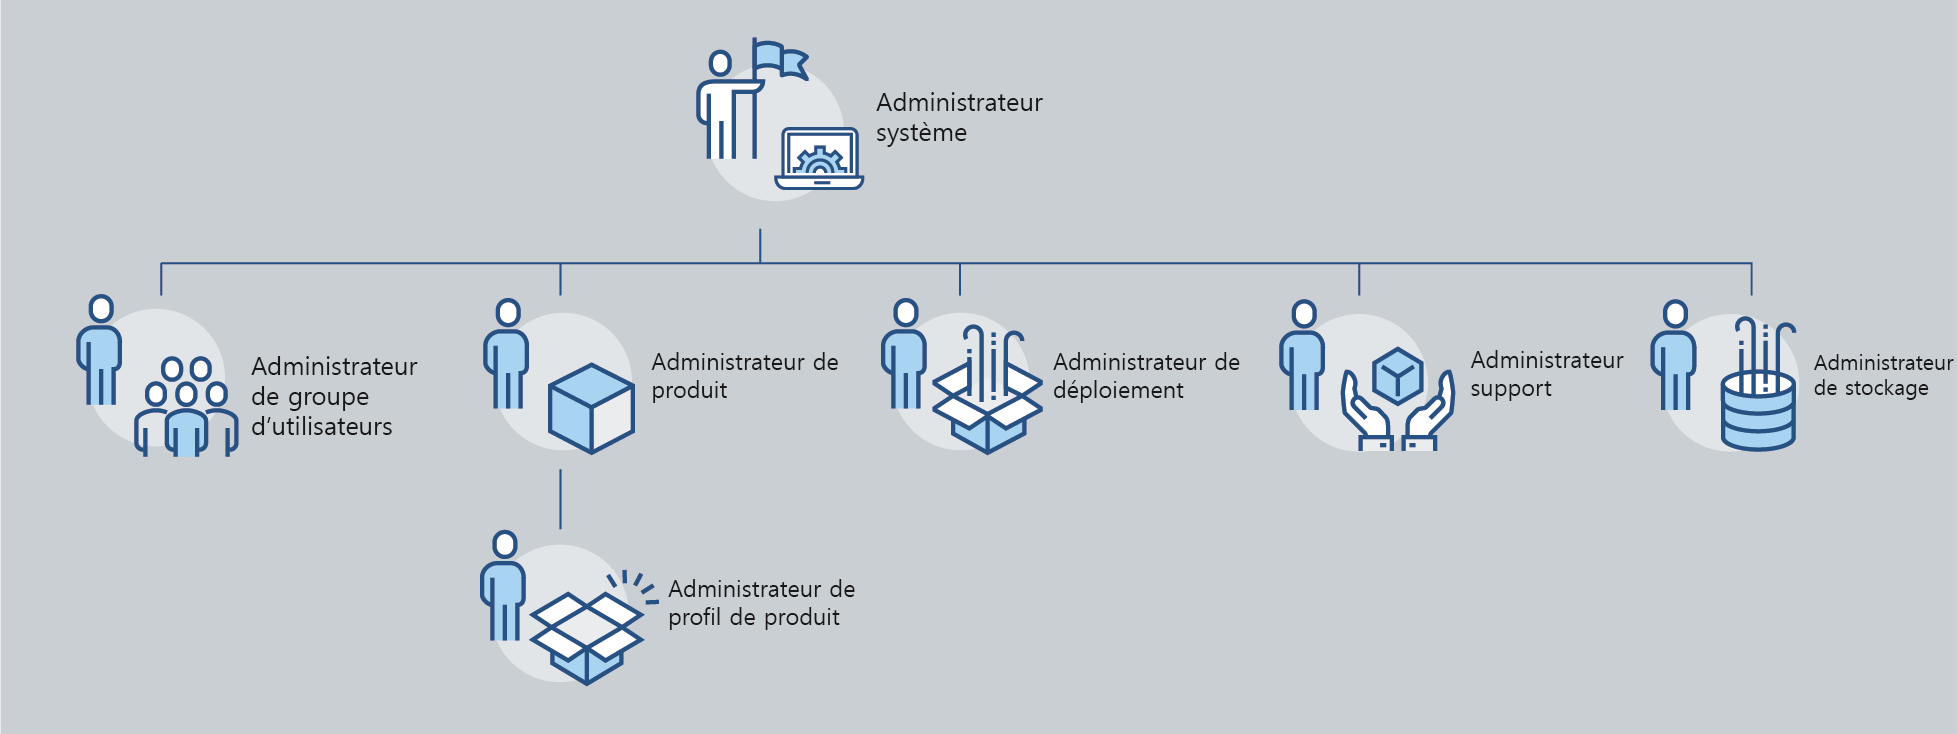 Administrateur
système
Administrateur
de groupe
d’utilisateurs
Administrateur de
produit
Administrateur de
déploiement
Administrateur
support
Administrateur
de stockage
Administrateur de
profil de produit